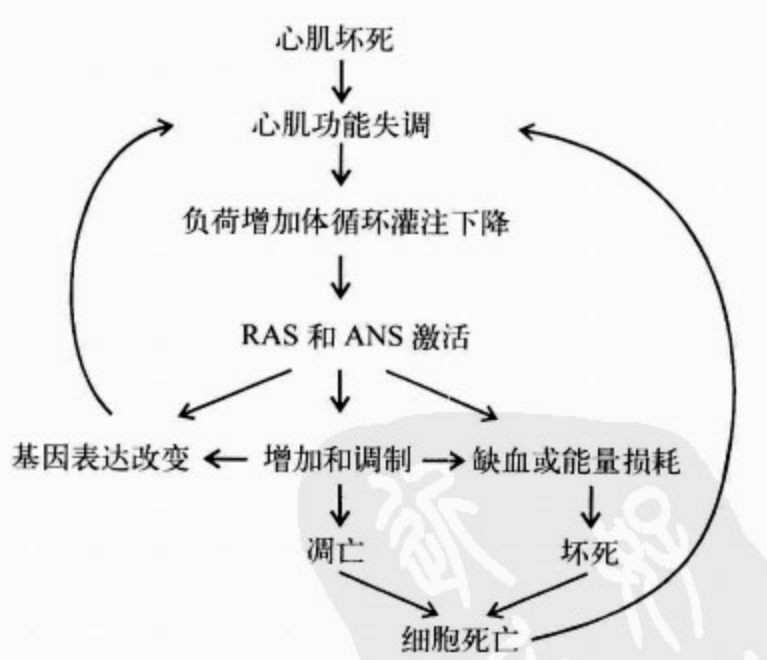 心肌坏死
心肌功能失调
负荷增加体循环灌注下降
RAS 和 ANS 激活
基因表达改变 增加和调制 缺血或能量损耗
凋亡 坏死
细胞死亡